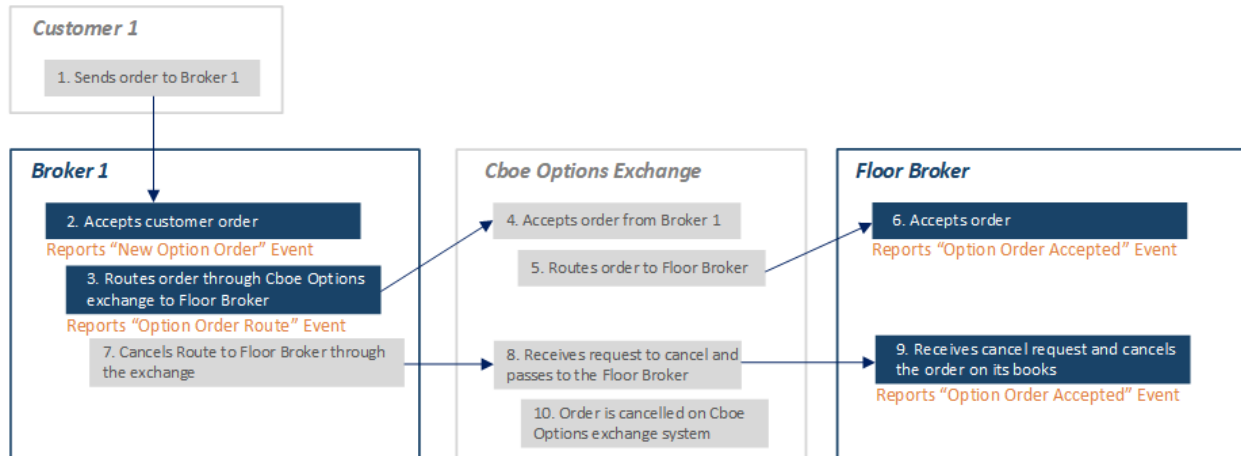 Customer 1
1. Sends order to Broker 1
Broker 1
2. Accepts customer order
Reports “New Option Order” Event
3. Routes order through Cboe Options
exchange to Floor Broker
Reports “Option Order Route” Event
7. Cancels Route to Floor Broker through
the exchange
Cboe Options Exchange
4. Accepts order from Broker 1
5. Routes order to Floor Broker
8. Receives request to cancel and
passes to the Floor Broker
10. Order is cancelled on Cboe
Options exchange system
Floor Broker
6. Accepts order
Reports “Option Order Accepted” Event
9. Receives cancel request and cancels
the order on its books
Reports “Option Order Accepted” Event